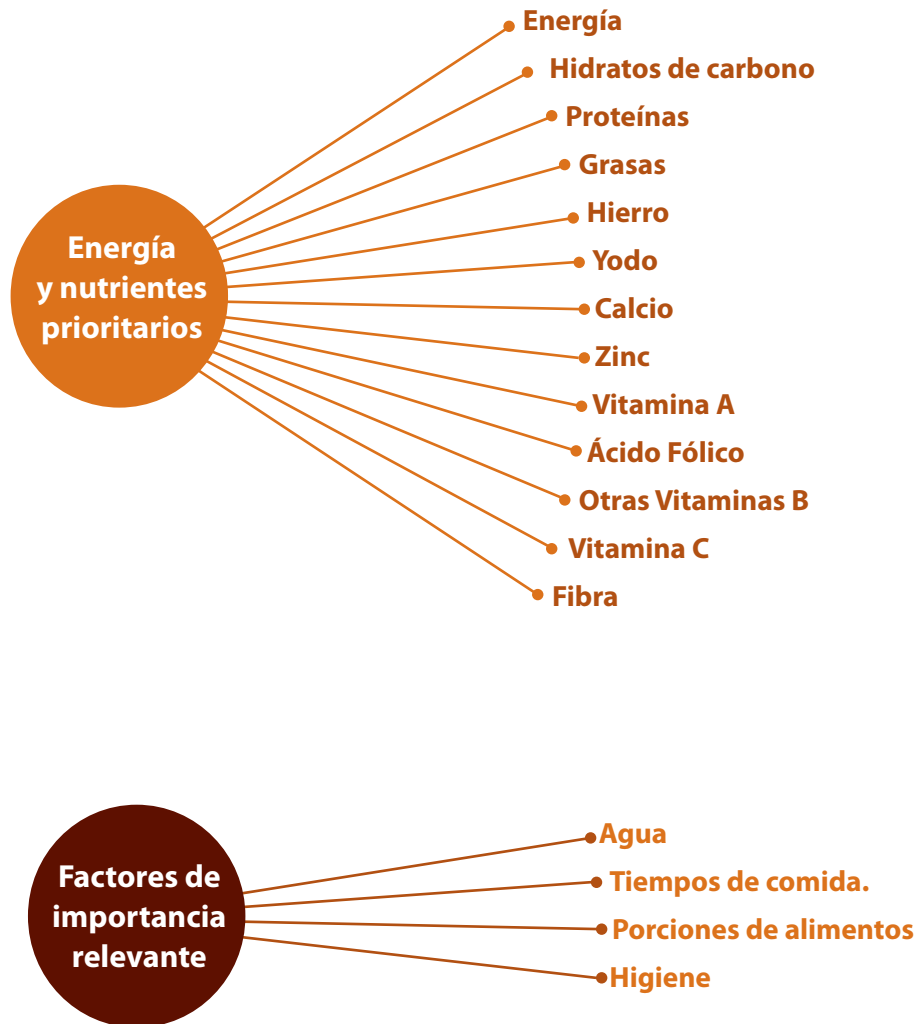 Energía
y nutrientes
prioritarios
Energía
Hidratos de carbono
Proteínas
Grasas
Hierro
Yodo
Calcio
Zinc
Vitamina A
Ácido Fólico
Otras Vitaminas B
Vitamina C
Fibra
Factores de
importancia
relevante
Agua
Tiempos de comida.
Porciones de alimentos
Higiene